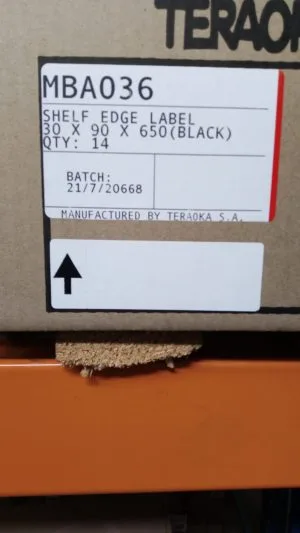 TERAOK
MBA036
SHELF EDGE LABEL
30 X 90 X 650(BLACK)
QTY: 14
BATCH:
21/7/20668
MANUFACTURED BY TERAOKA S.A.